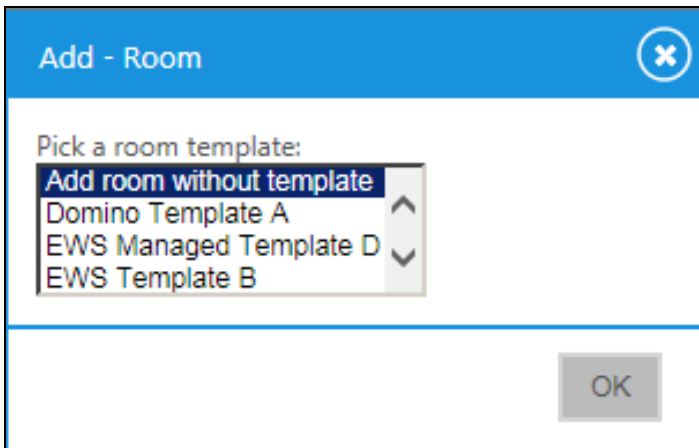 Add - Room
Pick a room template:
Add room without template
Domino Template A
EWS Managed Template D
EWS Template B
OK